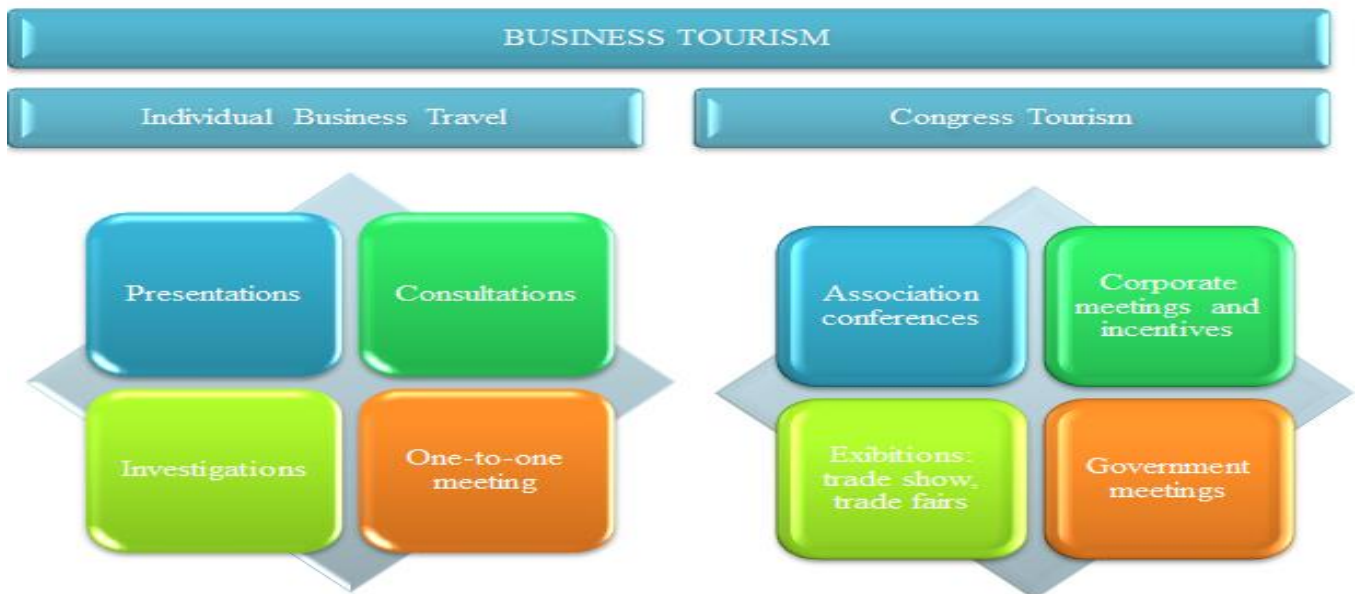 BUSINESS TOURISM
Individual Business Travel
Congress Tourism
Presentations
Consultations
Investigations
One-to-one
meeting
Association
conferences
Corporate
meetings and
incentives
Exibitions:
trade show,
trade fairs
Government
meetings